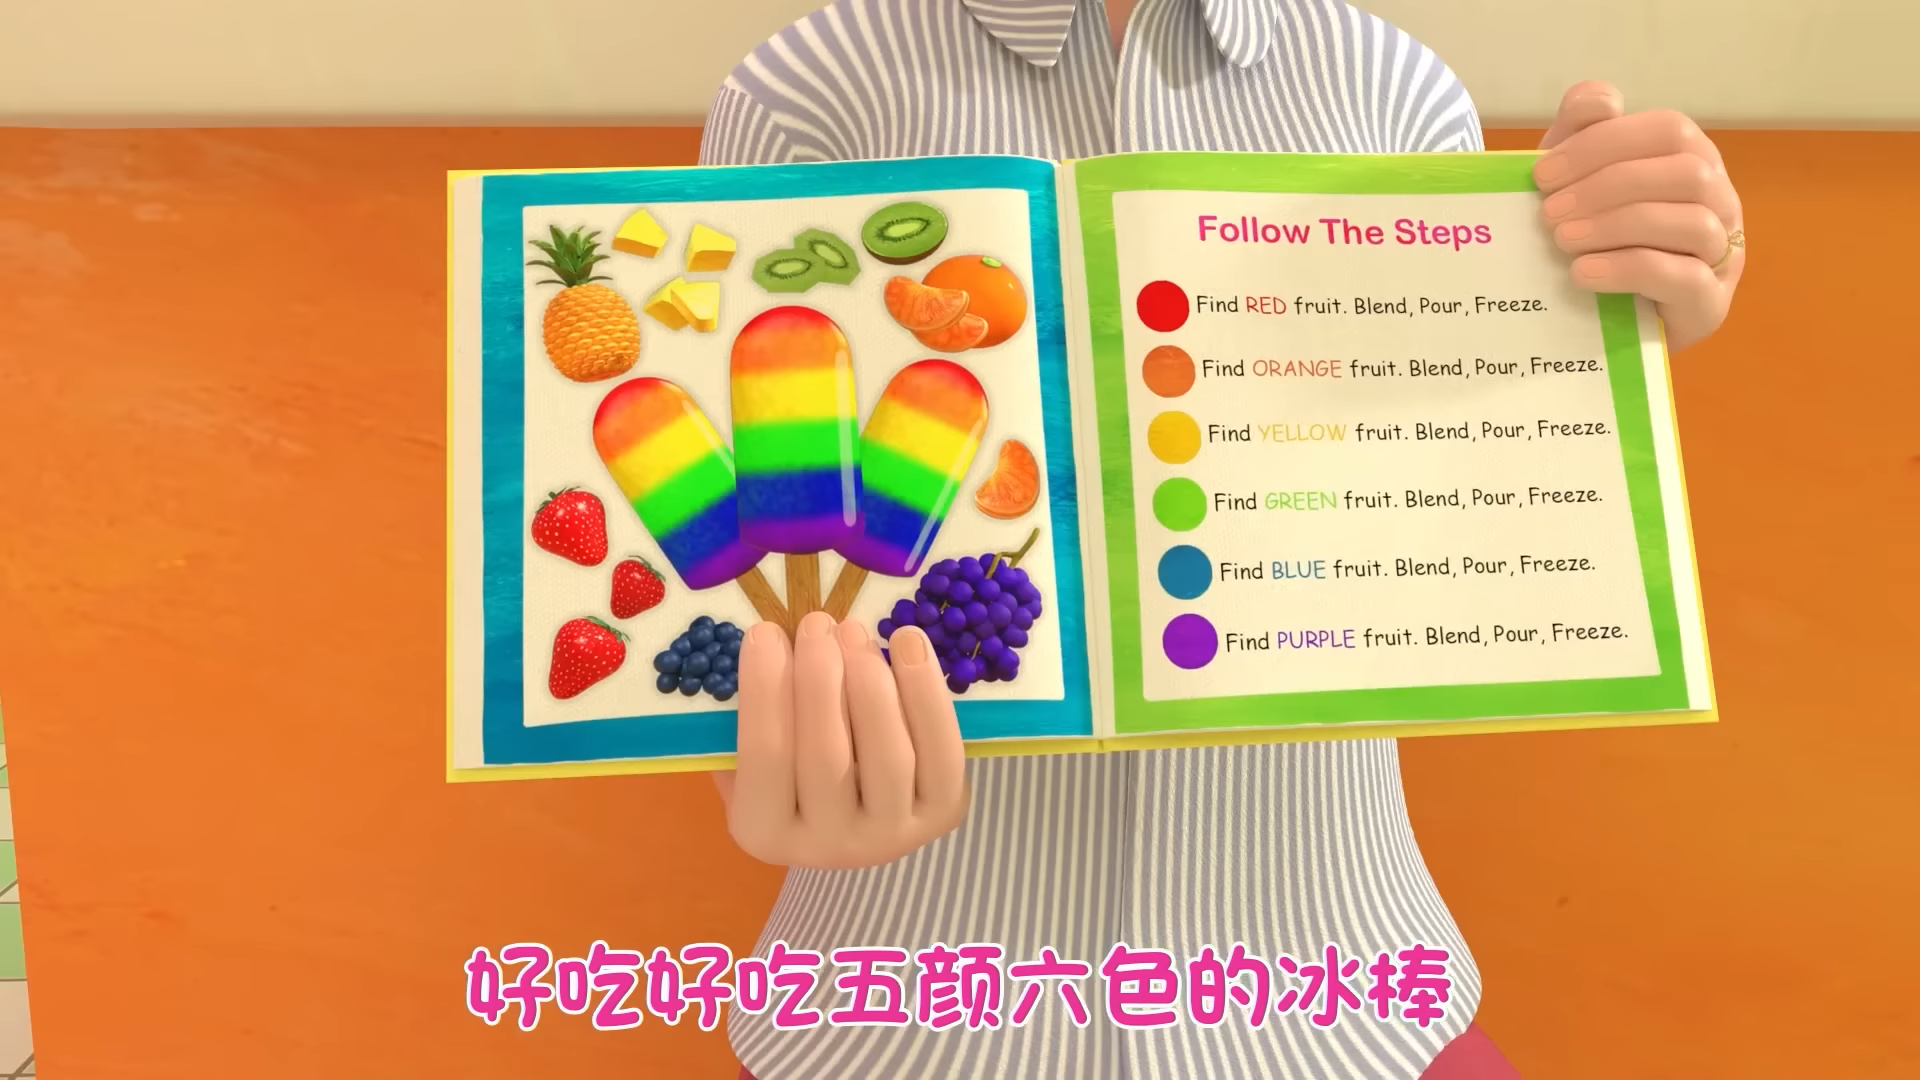 Follow The Steps
Find RED fruit. Blend, Pour, Freeze.
Find ORANGE fruit. Blend, Pour, Freeze.
Find YELLOW fruit. Blend, Pour, Freeze.
Find GREEN fruit. Blend, Pour, Freeze.
Find BLUE fruit. Blend, Pour, Freeze.
Find PURPLE fruit. Blend, Pour, Freeze.
好吃好吃五颜六色的冰棒